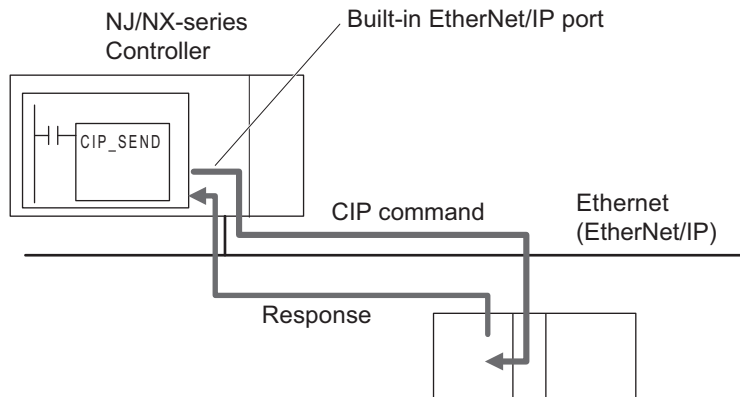 NJ/NX-series
Controller
Built-in EtherNet/IP port
CIP_SEND
CIP command
Ethernet
(EtherNet/IP)
Response